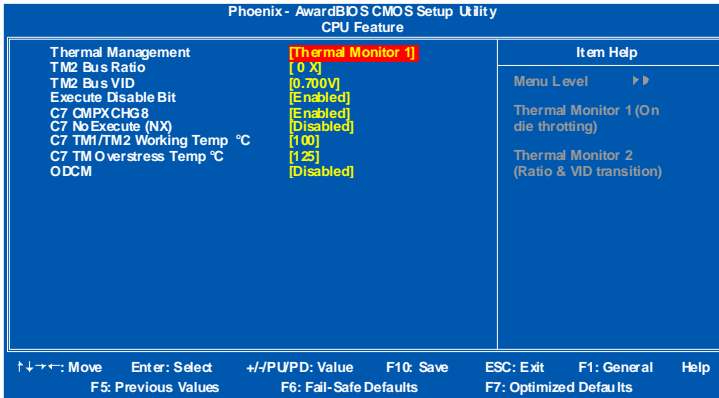 Phoenix - AwardBIOS CMOS Setup Utility
CPU Feature
Thermal Management [Thermal Monitor 1]
TM2 Bus Ratio [ 0 X]
TM2 Bus VID [0.700V]
Execute Disable Bit [Enabled]
C7 CMPXCHG8 [Enabled]
C7 NoExecute (NX) [Disabled]
C7 TM1/TM2 Working Temp °C [100]
C7 TM Overstress Temp °C [125]
ODCM [Disabled]
Item Help
Menu Level
Thermal Monitor 1 (On
die throtting)
Thermal Monitor 2
(Ratio & VID transition)
↑↓→←: Move Enter: Select +/-/PU/PD: Value F10: Save ESC: Exit F1: General Help
F5: Previous Values F6: Fail-Safe Defaults F7: Optimized Defaults